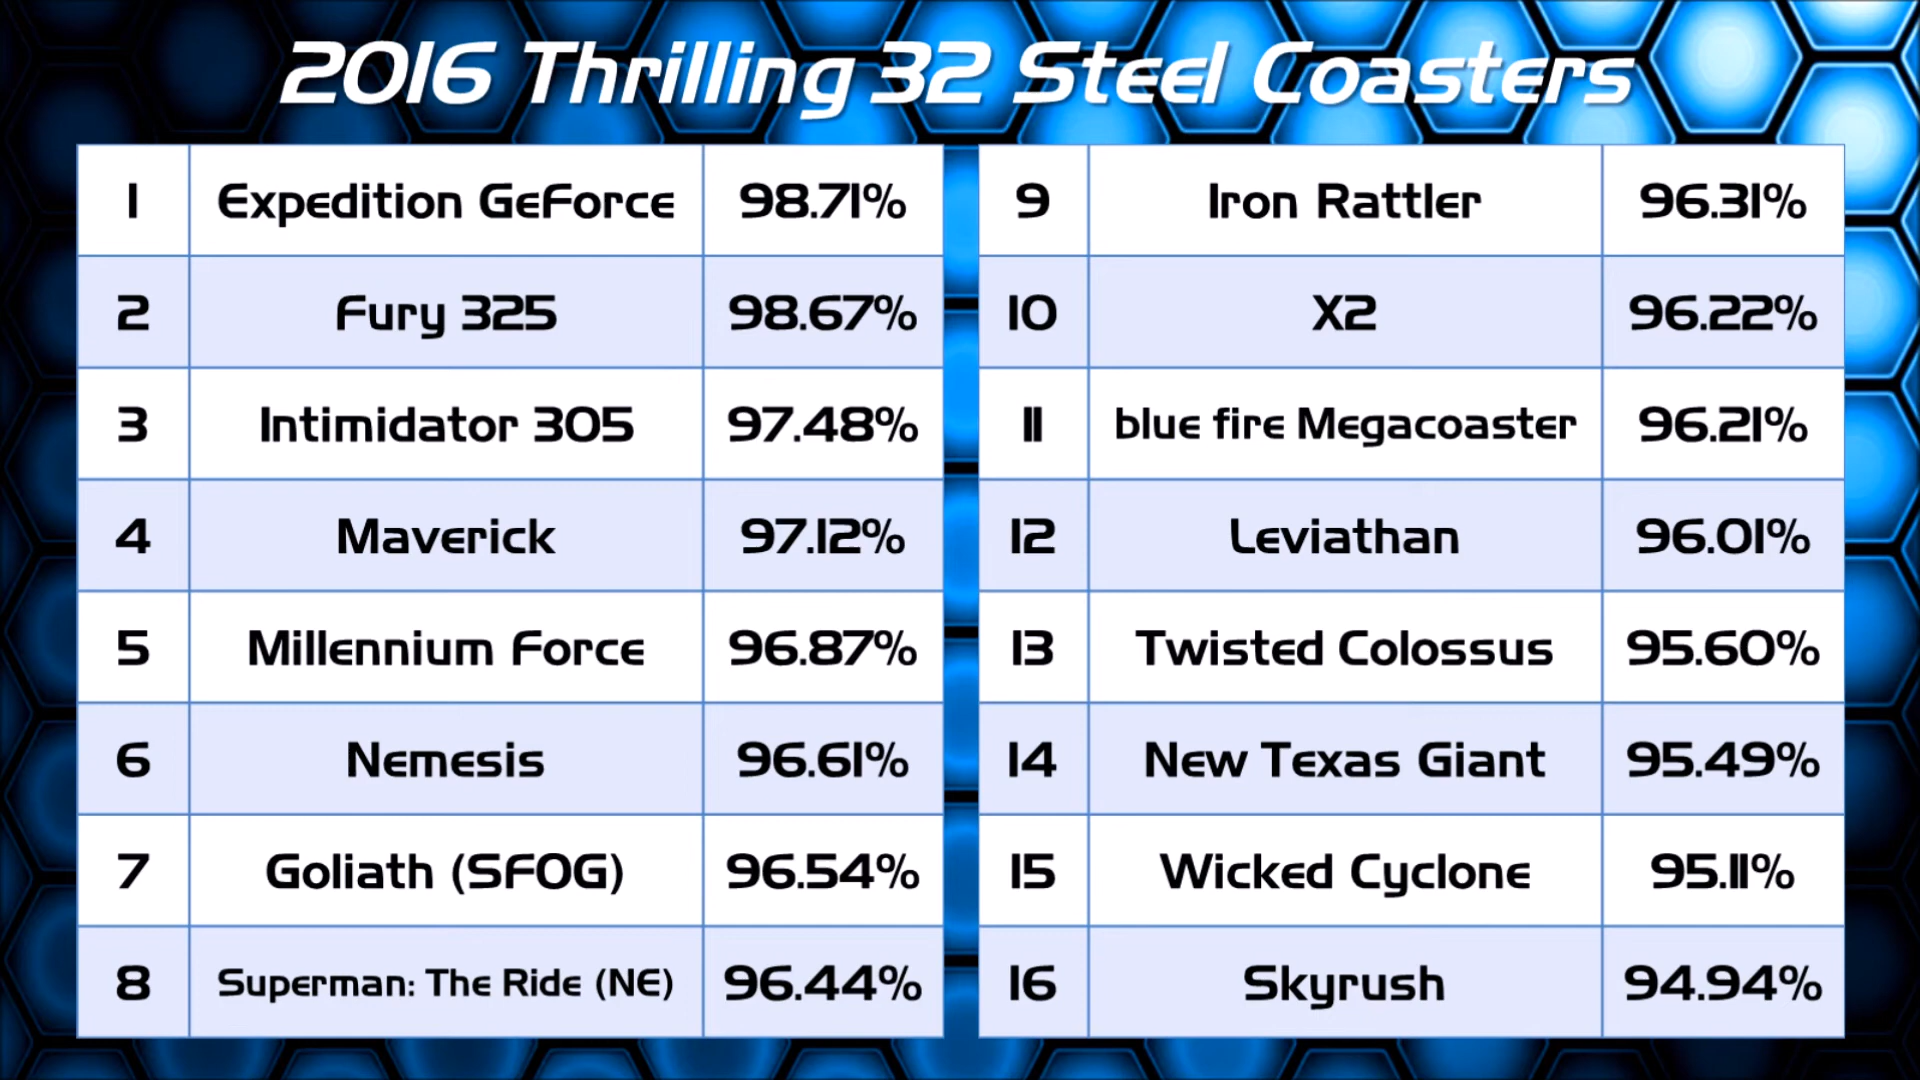 2016 Thrilling 32 Steel Coasters
1 Expedition GeForce 98.71%
2 Fury 325 98.67%
3 Intimidator 305 97.48%
4 Maverick 97.12%
5 Millennium Force 96.87%
6 Nemesis 96.61%
7 Goliath (SFOG) 96.54%
8 Superman: The Ride (NE) 96.44%
9 Iron Rattler 96.31%
10 X2 96.22%
11 blue fire Megacoaster 96.21%
12 Leviathan 96.01%
13 Twisted Colossus 95.60%
14 New Texas Giant 95.49%
15 Wicked Cyclone 95.11%
16 Skyrush 94.94%